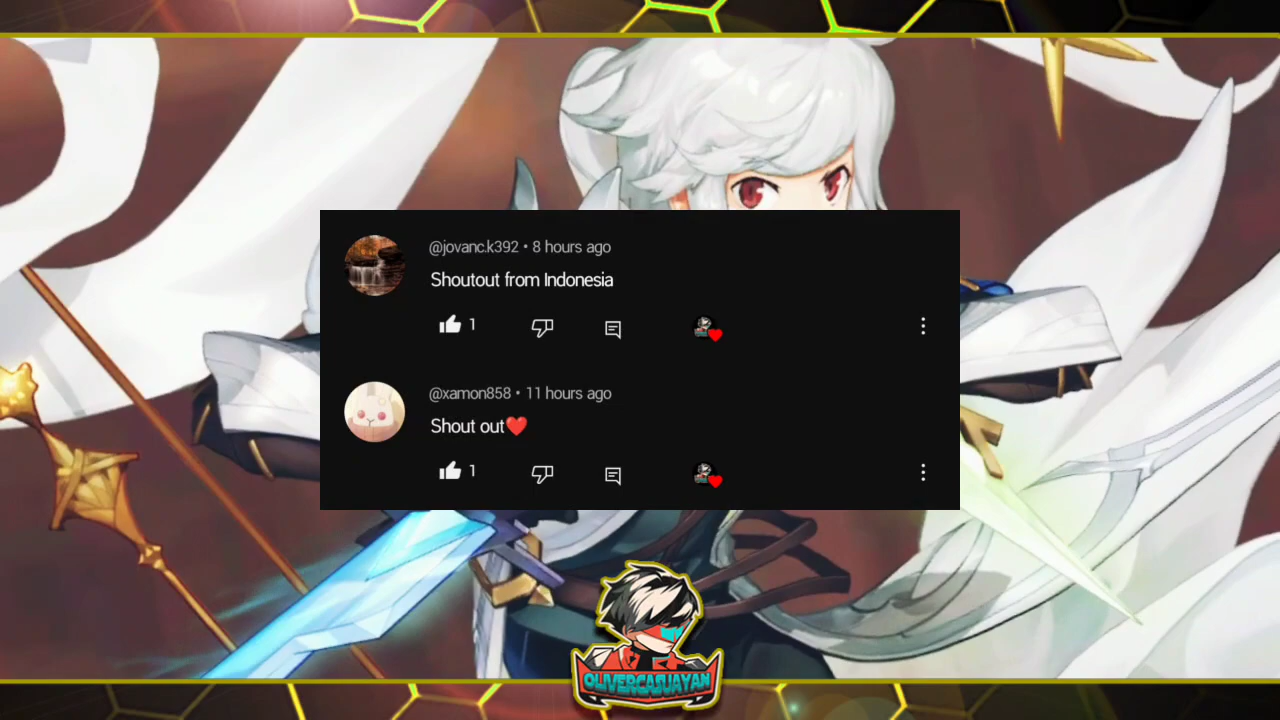 @jovanc.k392 • 8 hours ago
Shoutout from Indonesia
1
@xamon858 • 11 hours ago
Shout out❤️
1
OLIVERCASUAYAN